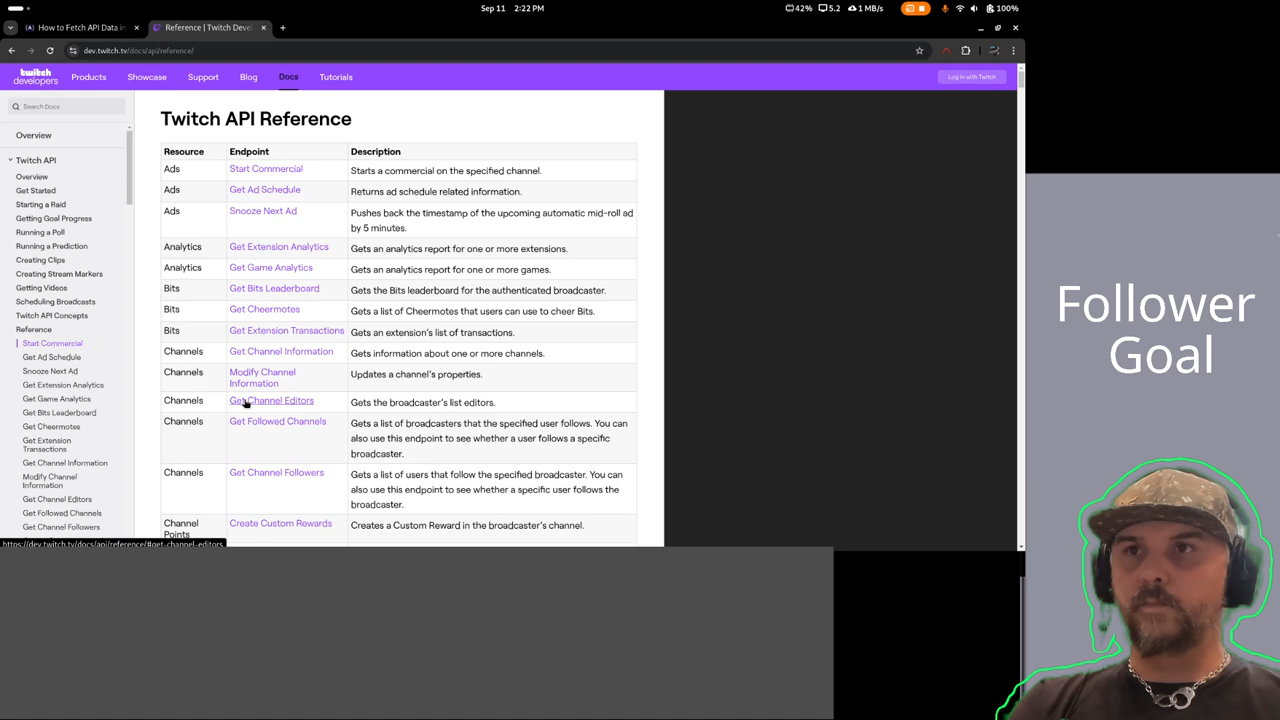 Sep 11 2:22 PM
42% 5.2 1 MB/s 100%
How to Fetch API Data in
Reference | Twitch Devel
dev.twitch.tv/docs/api/reference/
twitch developers
Products Showcase Support Blog Docs Tutorials
Log in with Twitch
Search Docs
Overview
Twitch API
Overview
Get Started
Starting a Raid
Getting Goal Progress
Running a Poll
Running a Prediction
Creating Clips
Creating Stream Markers
Getting Videos
Scheduling Broadcasts
Twitch API Concepts
Reference
Start Commercial
Get Ad Schedule
Snooze Next Ad
Get Extension Analytics
Get Game Analytics
Get Bits Leaderboard
Get Cheermotes
Get Extension
Transactions
Get Channel Information
Modify Channel
Information
Get Channel Editors
Get Followed Channels
Get Channel Followers
Twitch API Reference
Resource Endpoint Description
Ads Start Commercial Starts a commercial on the specified channel.
Ads Get Ad Schedule Returns ad schedule related information.
Ads Snooze Next Ad Pushes back the timestamp of the upcoming automatic mid-roll ad
by 5 minutes.
Analytics Get Extension Analytics Gets an analytics report for one or more extensions.
Analytics Get Game Analytics Gets an analytics report for one or more games.
Bits Get Bits Leaderboard Gets the Bits leaderboard for the authenticated broadcaster.
Bits Get Cheermotes Gets a list of Cheermotes that users can use to cheer Bits.
Bits Get Extension Transactions Gets an extension's list of transactions.
Channels Get Channel Information Gets information about one or more channels.
Channels Modify Channel
Information Updates a channel's properties.
Channels Get Channel Editors Gets the broadcaster's list editors.
Channels Get Followed Channels Gets a list of broadcasters that the specified user follows. You can
also use this endpoint to see whether a user follows a specific
broadcaster.
Channels Get Channel Followers Gets a list of users that follow the specified broadcaster. You can
also use this endpoint to see whether a specific user follows the
broadcaster.
Channel
Points Create Custom Rewards Creates a Custom Reward in the broadcaster's channel.
https://dev.twitch.tv/docs/api/reference/#get-channel-editors
Follower
Goal